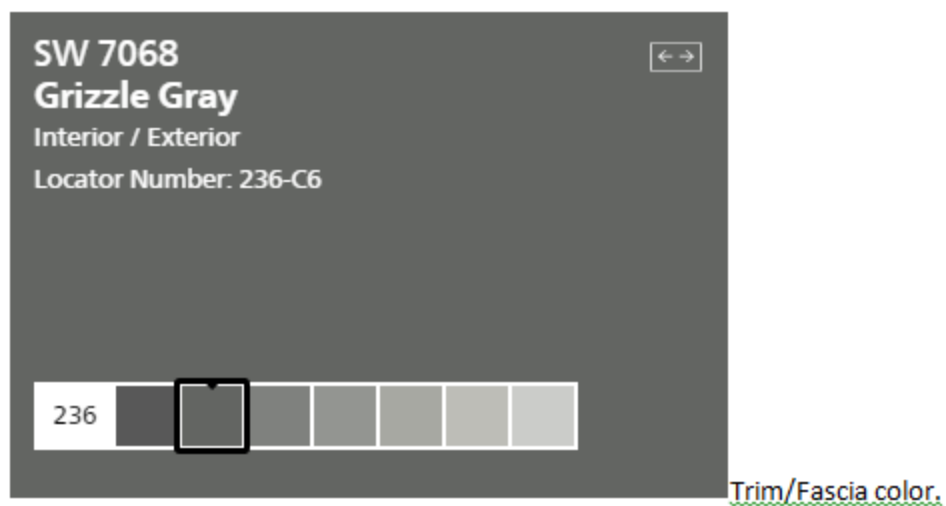 SW 7068
Grizzle Gray
Interior / Exterior
Locator Number: 236-C6
236
Trim/Fascia color.